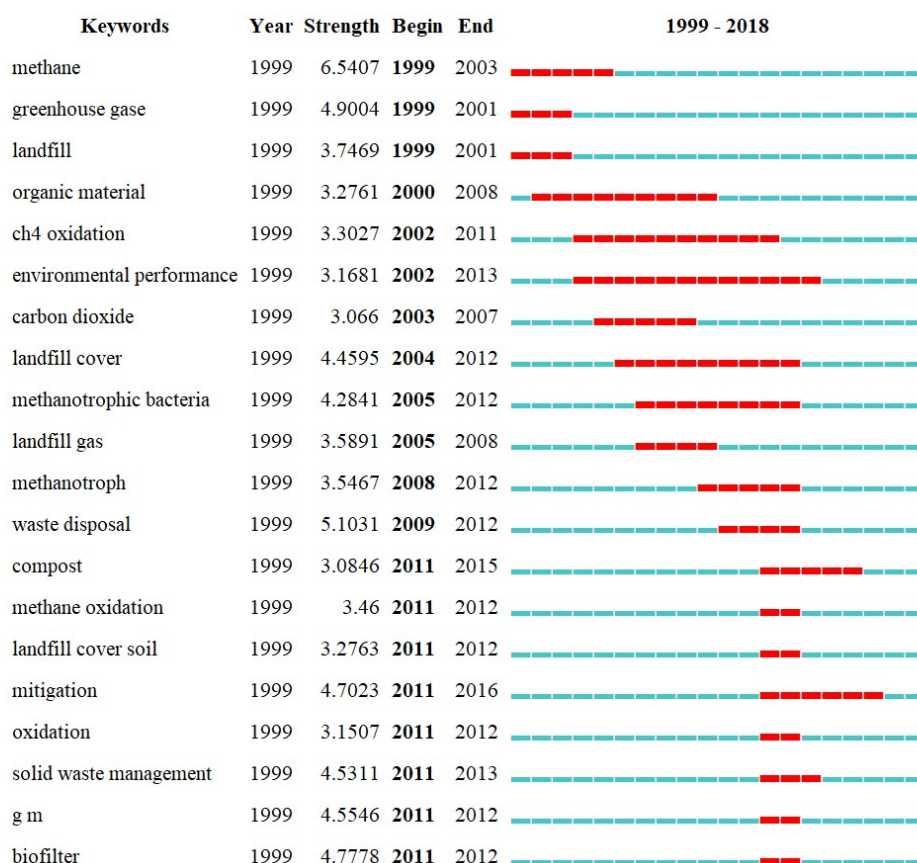 Keywords Year Strength Begin End 1999 - 2018
methane 1999 6.5407 1999 2003
greenhouse gase 1999 4.9004 1999 2001
landfill 1999 3.7469 1999 2001
organic material 1999 3.2761 2000 2008
ch4 oxidation 1999 3.3027 2002 2011
environmental performance 1999 3.1681 2002 2013
carbon dioxide 1999 3.066 2003 2007
landfill cover 1999 4.4595 2004 2012
methanotrophic bacteria 1999 4.2841 2005 2012
landfill gas 1999 3.5891 2005 2008
methanotroph 1999 3.5467 2008 2012
waste disposal 1999 5.1031 2009 2012
compost 1999 3.0846 2011 2015
methane oxidation 1999 3.46 2011 2012
landfill cover soil 1999 3.2763 2011 2012
mitigation 1999 4.7023 2011 2016
oxidation 1999 3.1507 2011 2012
solid waste management 1999 4.5311 2011 2013
g m 1999 4.5546 2011 2012
biofilter 1999 4.7778 2011 2012